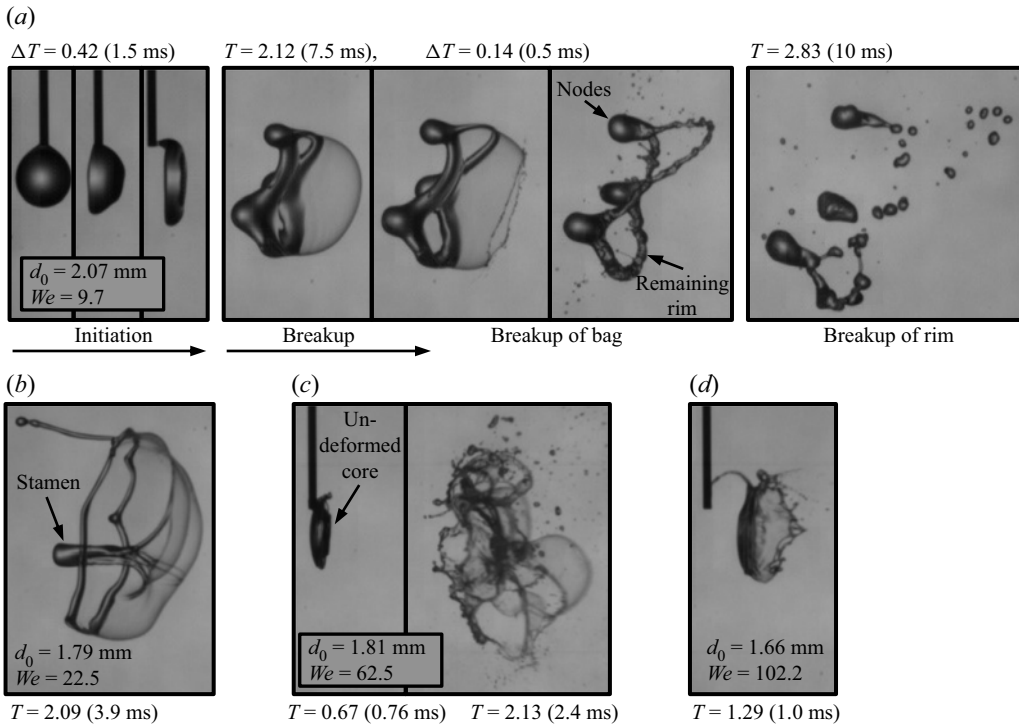 (a)
ΔT = 0.42 (1.5 ms)
T = 2.12 (7.5 ms),
ΔT = 0.14 (0.5 ms)
T = 2.83 (10 ms)
Nodes
d0 = 2.07 mm
We = 9.7
Remaining
rim
Initiation
Breakup
Breakup of bag
Breakup of rim
(b)
Stamen
d0 = 1.79 mm
We = 22.5
T = 2.09 (3.9 ms)
(c)
Un-
deformed
core
d0 = 1.81 mm
We = 62.5
T = 0.67 (0.76 ms)
T = 2.13 (2.4 ms)
(d)
d0 = 1.66 mm
We = 102.2
T = 1.29 (1.0 ms)